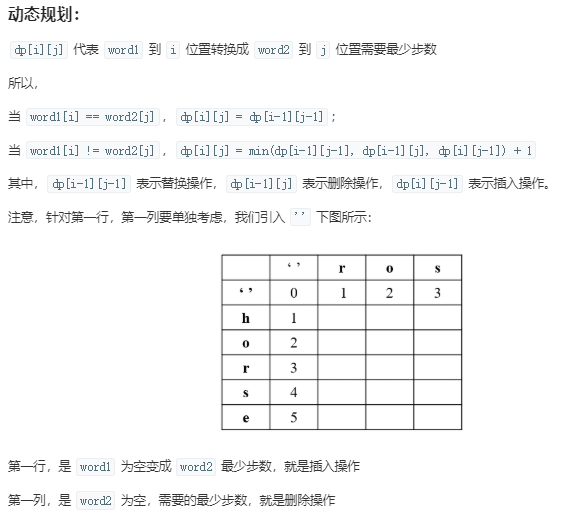 动态规划：
dp[i][j] 代表 word1 到 i 位置转换成 word2 到 j 位置需要最少步数
所以，
当 word1[i] == word2[j]，dp[i][j] = dp[i-1][j-1]；
当 word1[i] != word2[j]，dp[i][j] = min(dp[i-1][j-1], dp[i-1][j], dp[i][j-1]) + 1
其中，dp[i-1][j-1] 表示替换操作，dp[i-1][j] 表示删除操作，dp[i][j-1] 表示插入操作。
注意，针对第一行，第一列要单独考虑，我们引入 '' 下图所示：
‘ ’ r o s
‘ ’ 0 1 2 3
h 1
o 2
r 3
s 4
e 5
第一行，是 word1 为空变成 word2 最少步数，就是插入操作
第一列，是 word2 为空，需要的最少步数，就是删除操作